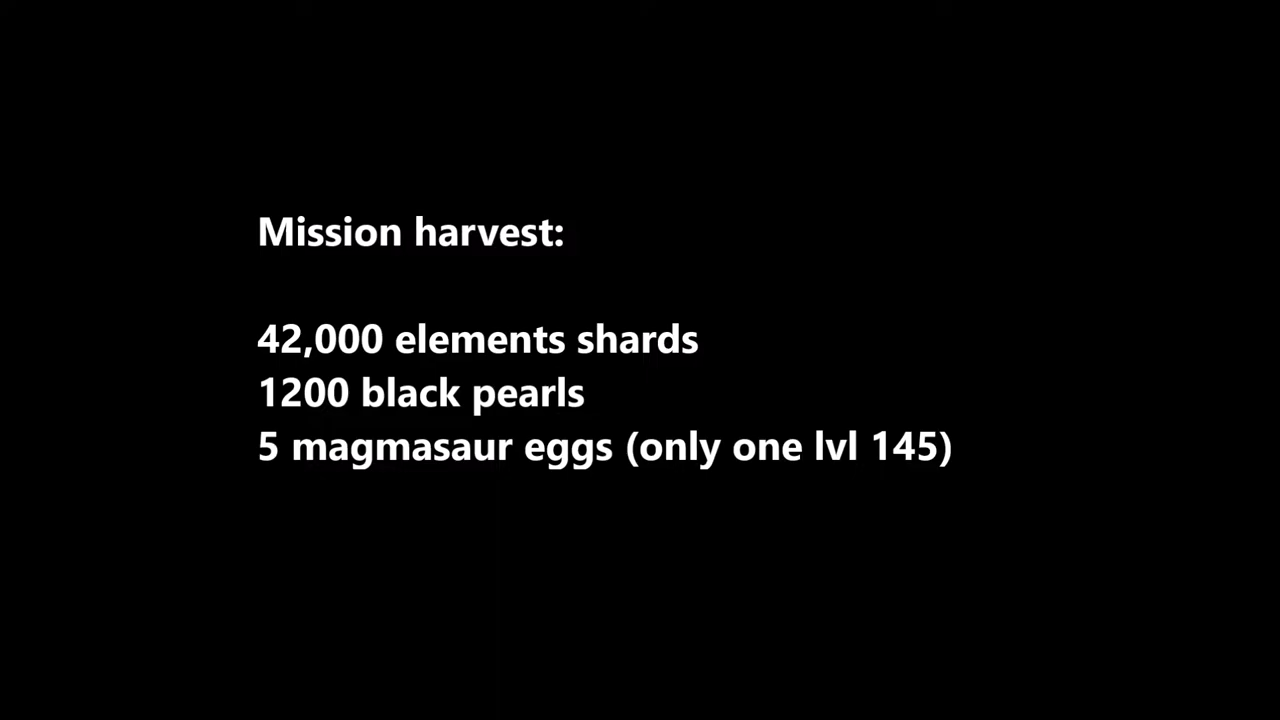 Mission harvest:
42,000 elements shards
1200 black pearls
5 magmasaur eggs (only one lvl 145)